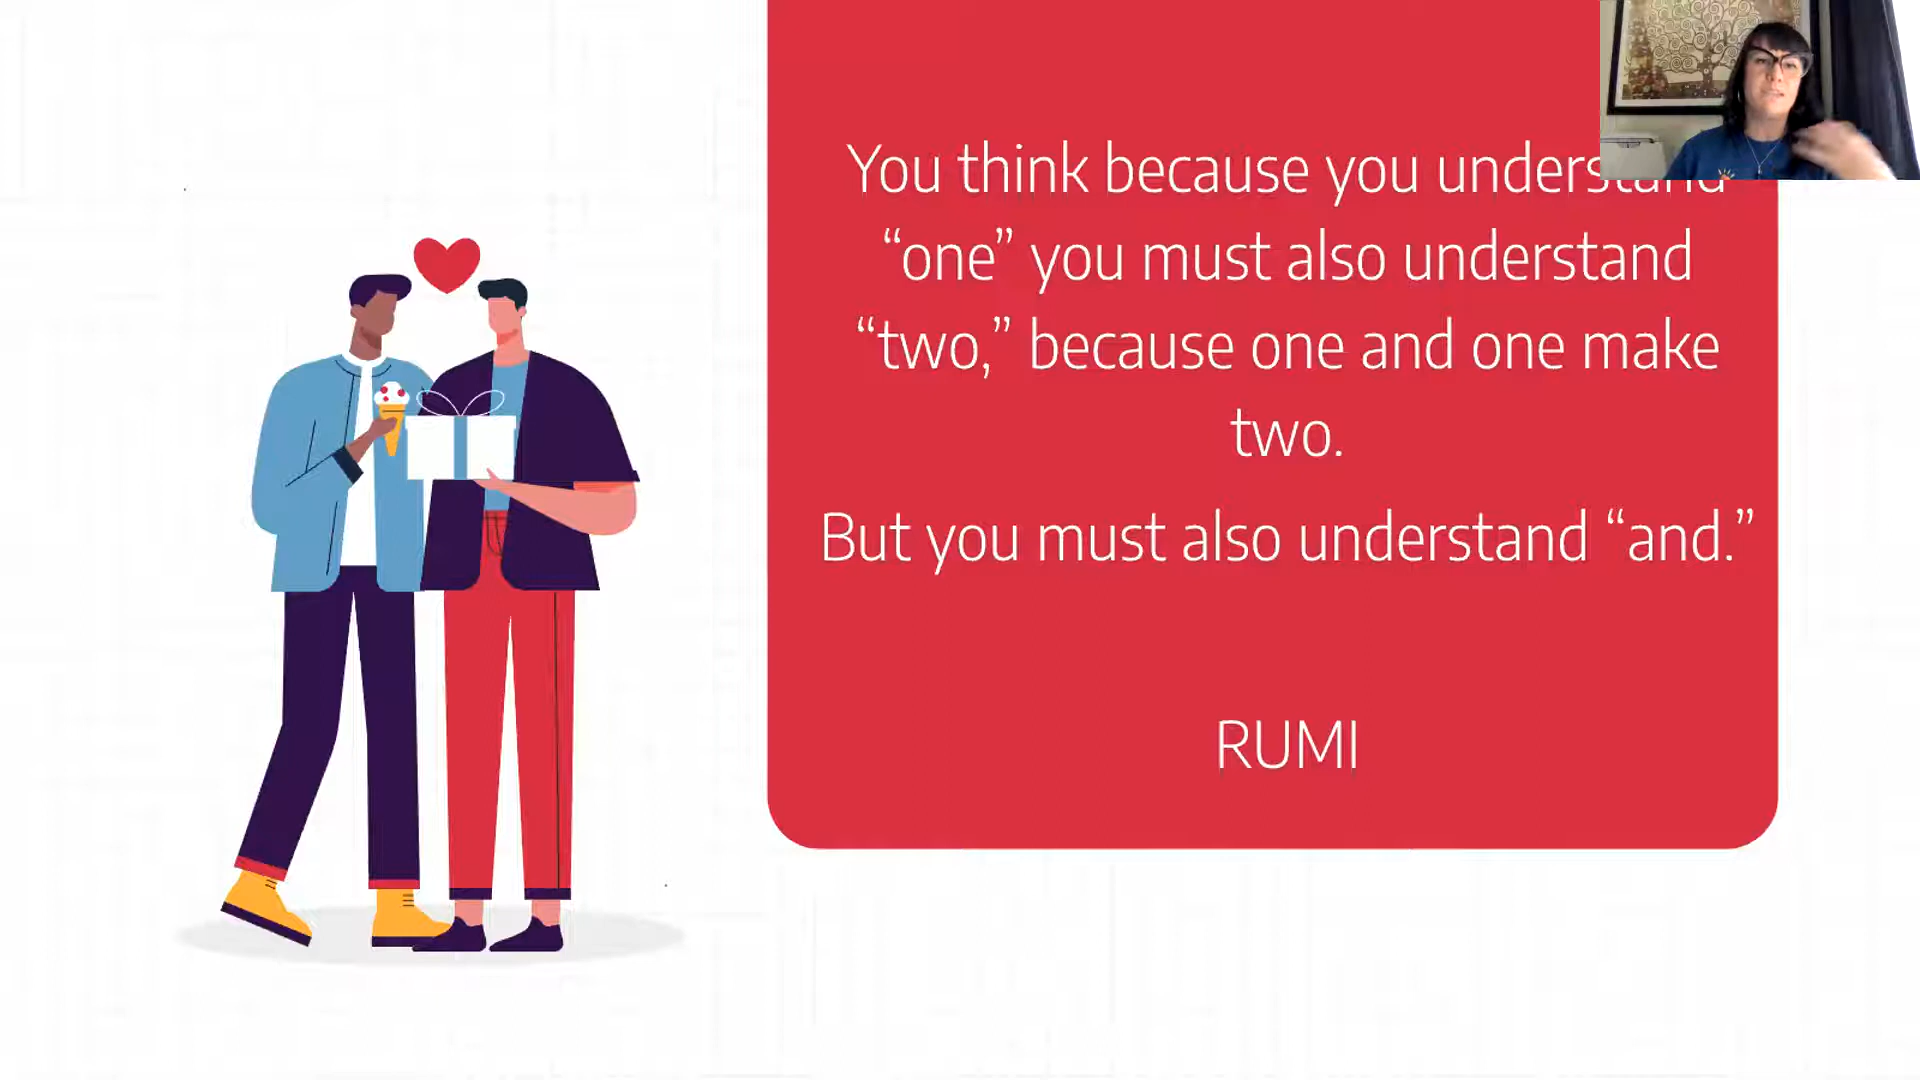 You think because you understand
“one” you must also understand
“two,” because one and one make
two.
But you must also understand “and.”
RUMI